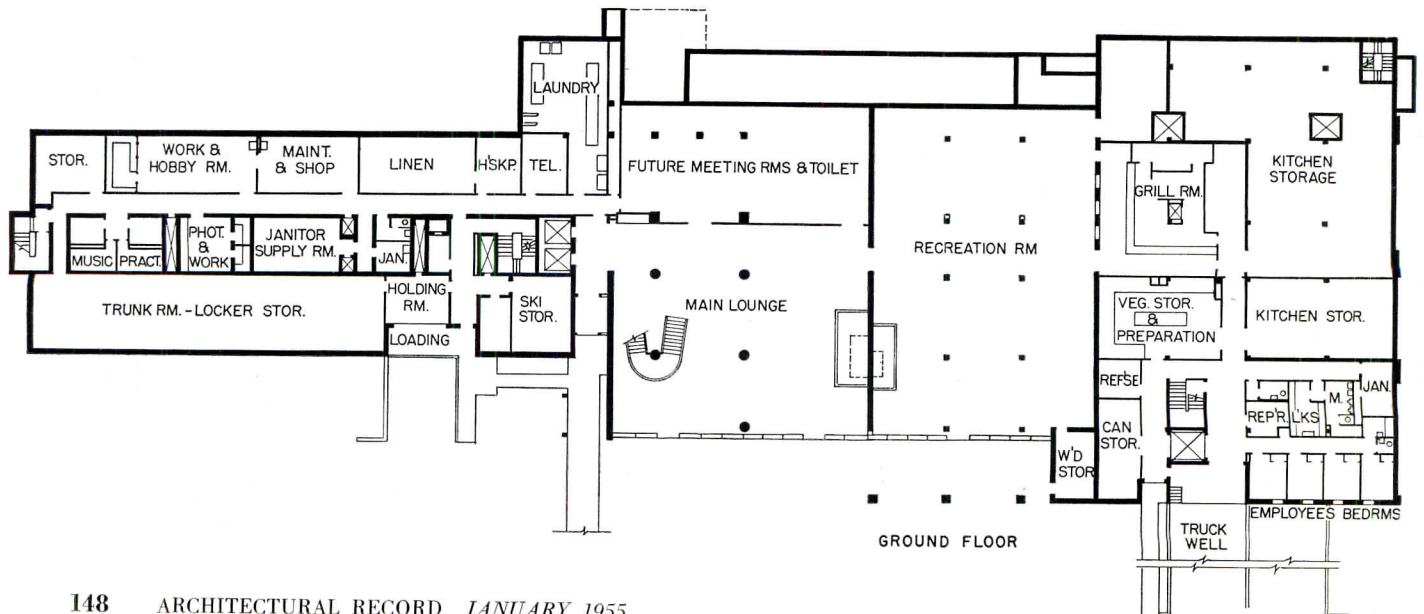 LAUNDRY
STOR.
WORK &
HOBBY RM.
MAINT.
& SHOP
LINEN
H'SKP.
TEL.
FUTURE MEETING RMS & TOILET
GRILL RM.
KITCHEN
STORAGE
MUSIC
PRACT.
PHOT.
&
WORK
JANITOR
SUPPLY RM.
JAN.
RECREATION RM
TRUNK RM. - LOCKER STOR.
HOLDING
RM.
LOADING
SKI
STOR.
MAIN LOUNGE
VEG. STOR.
&
PREPARATION
KITCHEN STOR.
REF'SE
CAN
STOR.
REP'R.
L'KS
M.
JAN.
W'D
STOR
EMPLOYEES BEDRMS
TRUCK
WELL
GROUND FLOOR
148 ARCHITECTURAL RECORD JANUARY 1955